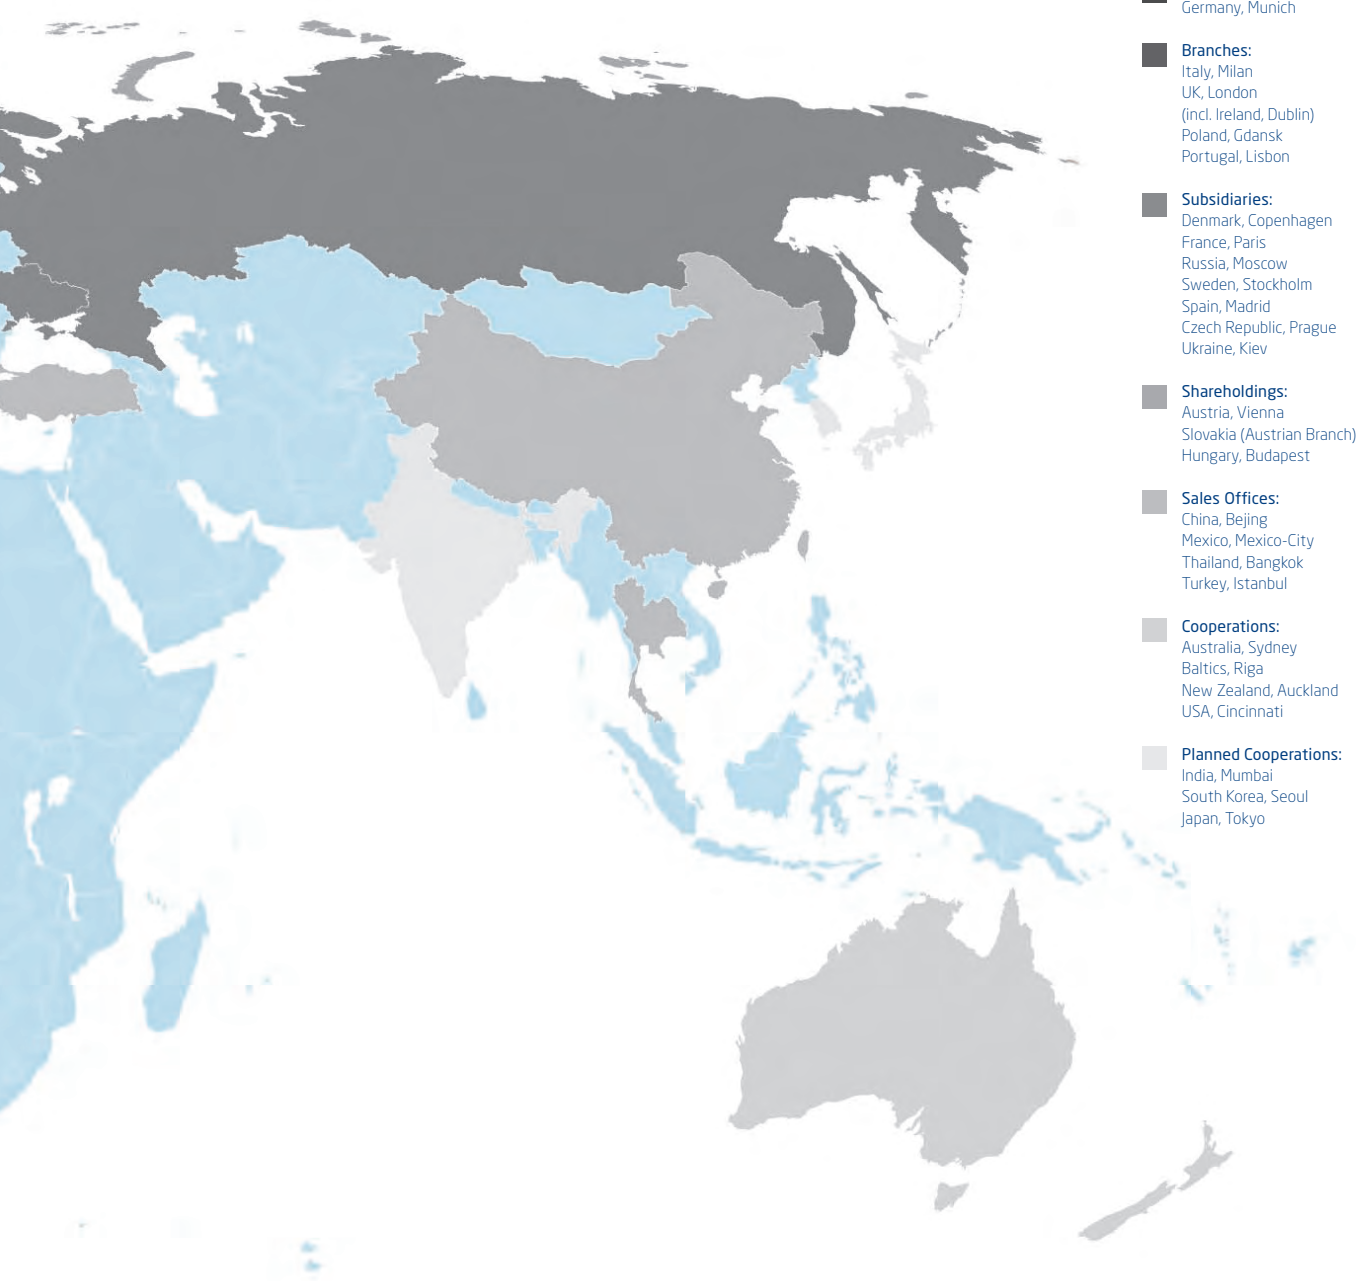 Germany, Munich
Branches:
Italy, Milan
UK, London
(incl. Ireland, Dublin)
Poland, Gdansk
Portugal, Lisbon
Subsidiaries:
Denmark, Copenhagen
France, Paris
Russia, Moscow
Sweden, Stockholm
Spain, Madrid
Czech Republic, Prague
Ukraine, Kiev
Shareholdings:
Austria, Vienna
Slovakia (Austrian Branch)
Hungary, Budapest
Sales Offices:
China, Bejing
Mexico, Mexico-City
Thailand, Bangkok
Turkey, Istanbul
Cooperations:
Australia, Sydney
Baltics, Riga
New Zealand, Auckland
USA, Cincinnati
Planned Cooperations:
India, Mumbai
South Korea, Seoul
Japan, Tokyo